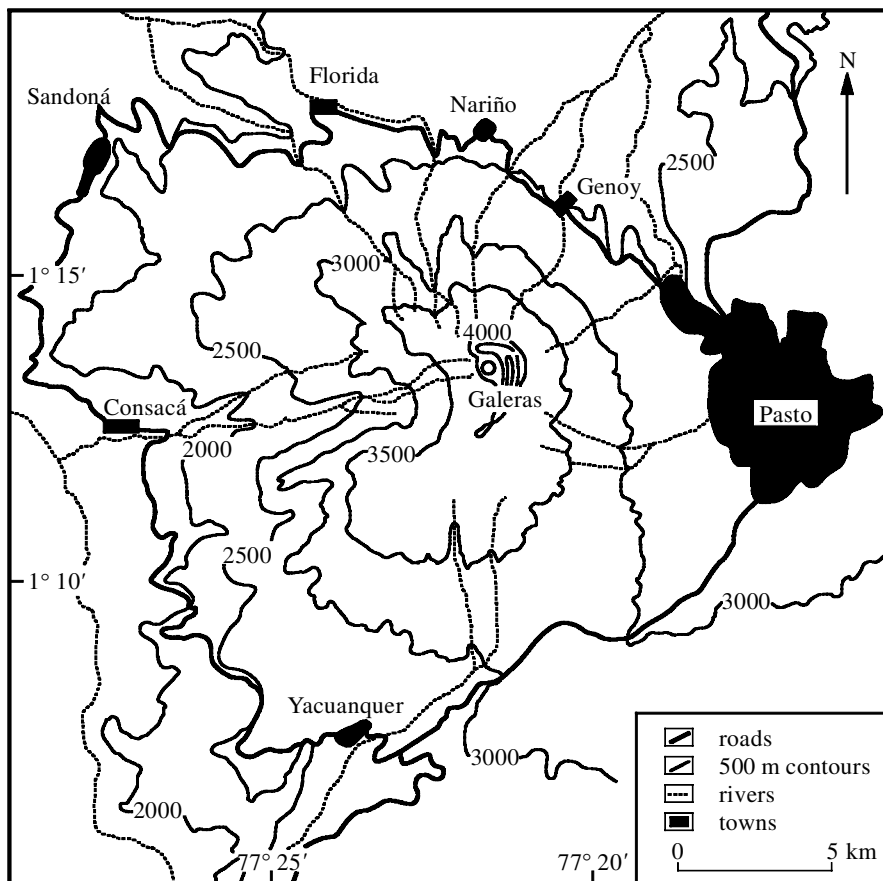 Florida
Sandoná
Nariño
N
2500
Genoy
1° 15′
3000
4000
2500
Galeras
Consacá
Pasto
2000
3500
2500
1° 10′
3000
Yacuanquer
roads
3000
500 m contours
rivers
2000
towns
77° 25′
77° 20′
0
5 km